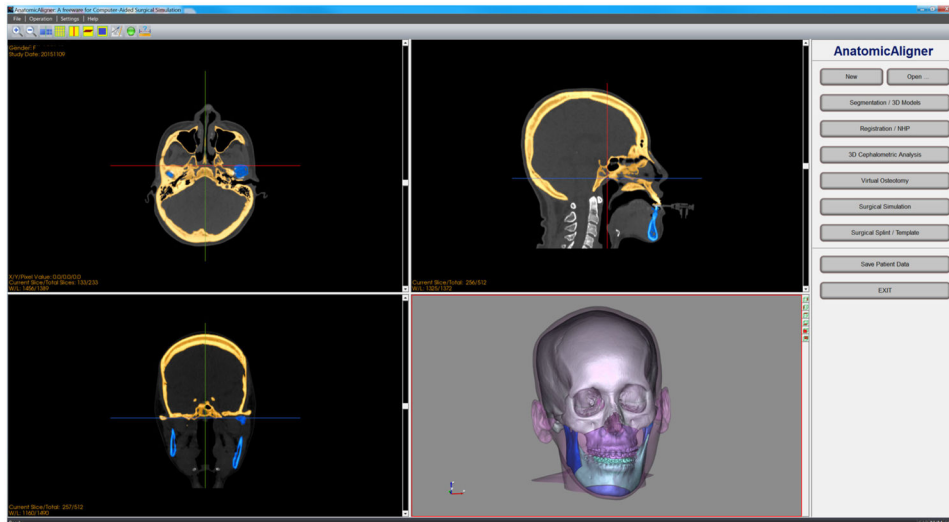 AnatomicAligner: A freeware for Computer-Aided Surgical Simulation
File | Operation | Settings | Help
Gender: F
Study Date: 20151109
X/Y/Pixel Value: 0.0/0.0/0.0
Current Slice/Total Slices: 133/233
W/L: 1456/1389
Current Slice/Total: 256/512
W/L: 1325/1372
Current Slice/Total: 257/512
W/L: 1160/1490
AnatomicAligner
New
Open ...
Segmentation / 3D Models
Registration / NHP
3D Cephalometric Analysis
Virtual Osteotomy
Surgical Simulation
Surgical Splint / Template
Save Patient Data
EXIT